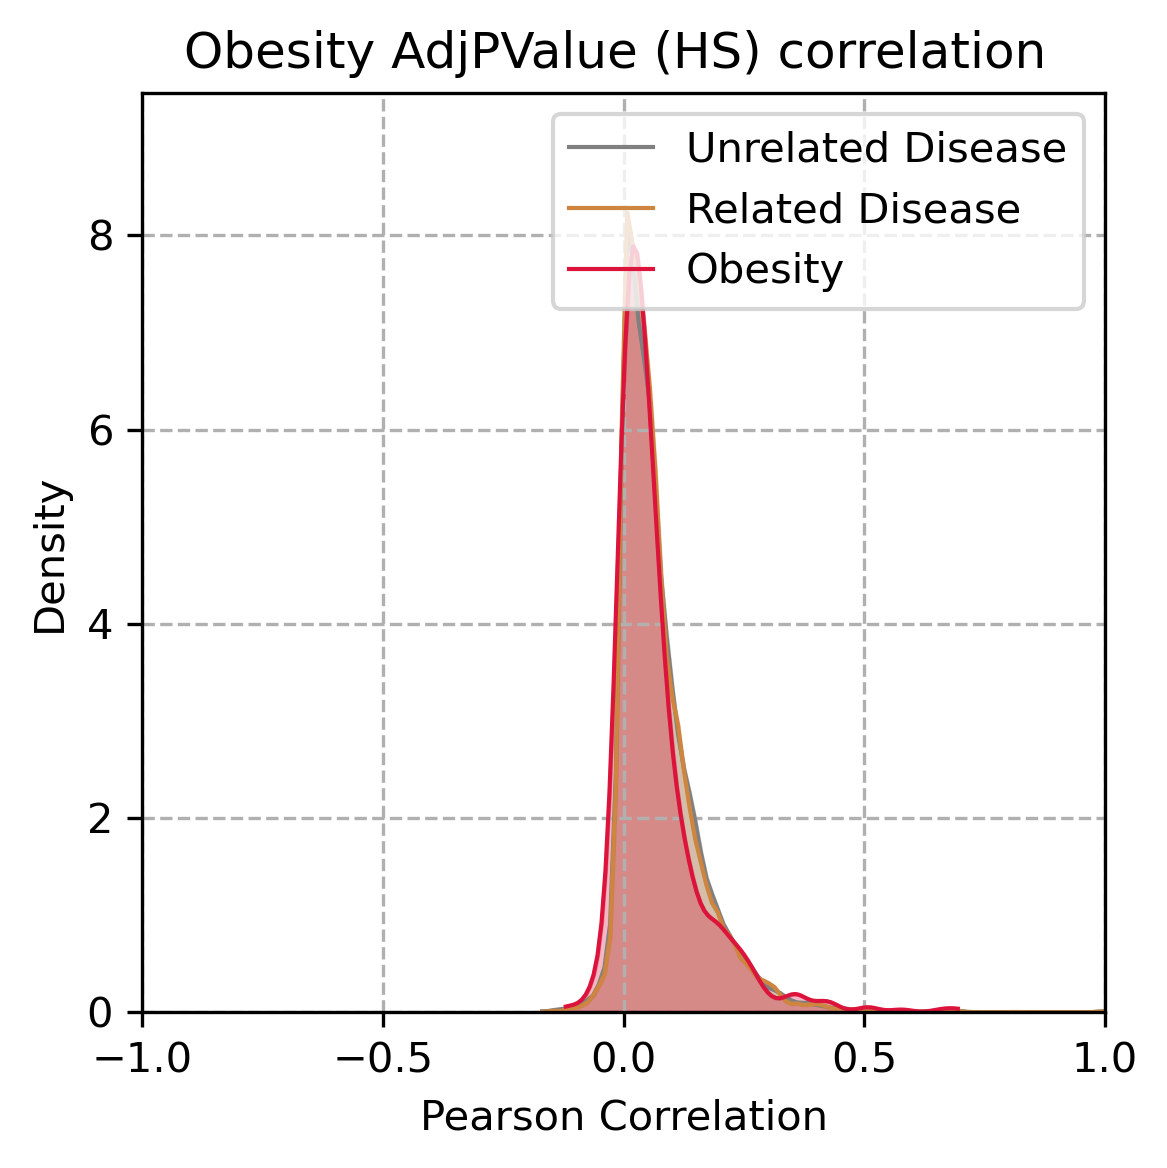 Obesity AdjPValue (HS) correlation
Unrelated Disease
Related Disease
Obesity
8
6
4
2
0
Density
−1.0
−0.5
0.0
0.5
1.0
Pearson Correlation